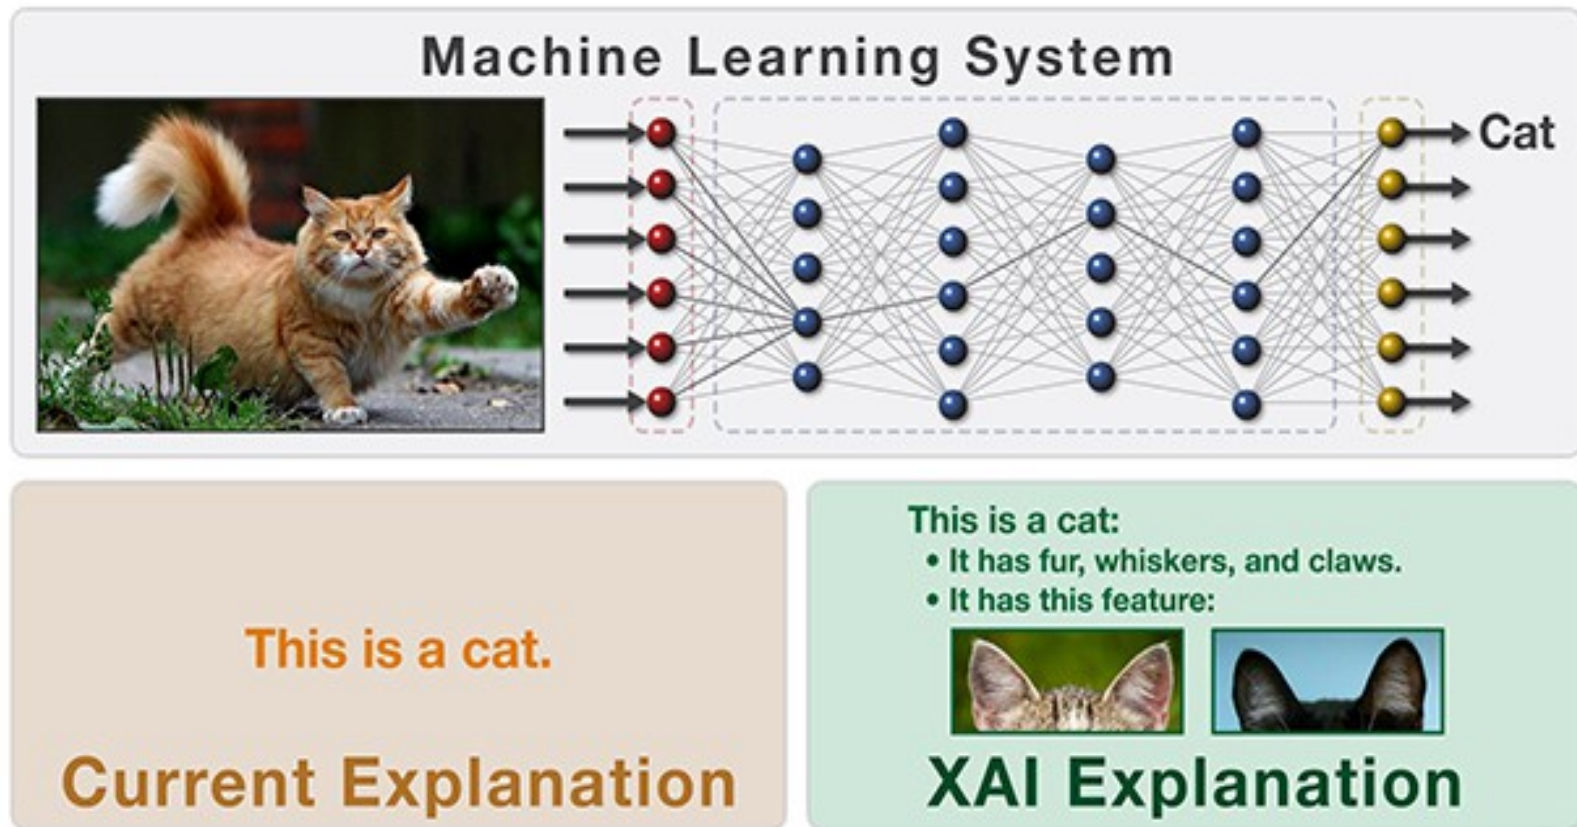 Machine Learning System
Cat
This is a cat.
Current Explanation
This is a cat:
• It has fur, whiskers, and claws.
• It has this feature:
XAI Explanation